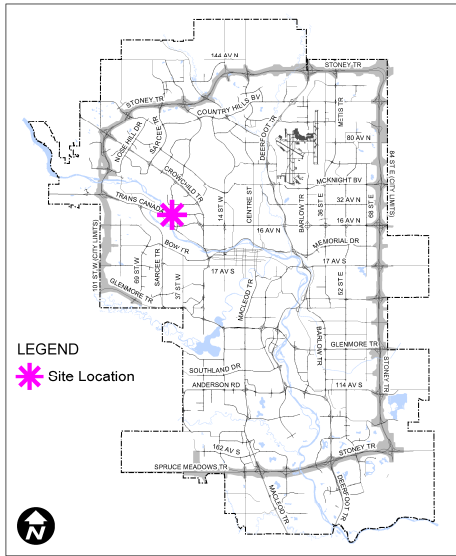 144 AV N
STONEY TR
STONEY TR
COUNTRY HILLS BV
METIS TR
NOSE HILL DR
SARCEE TR
DEERFOOT TR
80 AV N
CROWCHILD TR
MCKNIGHT BV
84 ST E (CITY LIMITS)
TRANS CANADA
14 ST W
CENTRE ST
BARLOW TR
36 ST E
32 AV N
68 ST E
16 AV N
16 AV N
BOW TR
MEMORIAL DR
101 ST W (CITY LIMITS)
69 ST W
SARCEE TR
37 ST W
17 AV S
17 AV S
52 ST E
GLENMORE TR
MACLEOD TR
BARLOW TR
GLENMORE TR
LEGEND
Site Location
SOUTHLAND DR
ANDERSON RD
114 AV S
STONEY TR
162 AV S
STONEY TR
SPRUCE MEADOWS TR
MACLEOD TR
DEERFOOT TR
N